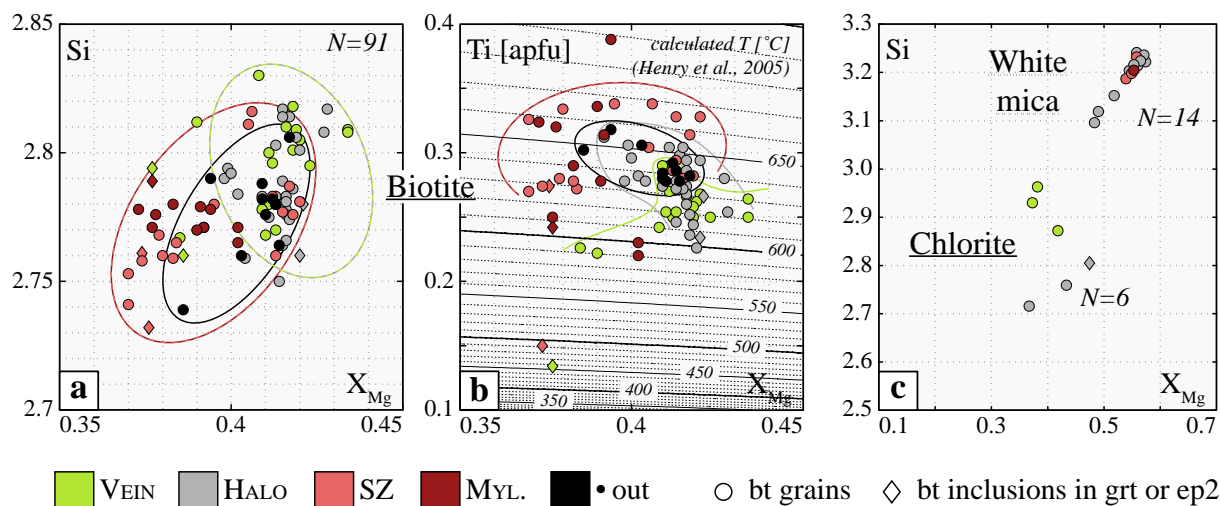 2.85
Si
N=91
2.8
2.75
a
X Mg
2.7
0.35
0.4
0.45
Biotite
0.4
Ti [apfu]
calculated T [˚C]
(Henry et al., 2005)
0.3
650
600
0.2
550
500
450
400
350
b
X Mg
0.1
0.35
0.4
0.45
3.3
Si
3.2
White
mica
N=14
3.1
3.0
2.9
Chlorite
2.8
N=6
2.7
2.6
c
X Mg
2.5
0.1
0.3
0.5
0.7
VEIN
HALO
SZ
MYL.
• out
bt grains
bt inclusions in grt or ep2